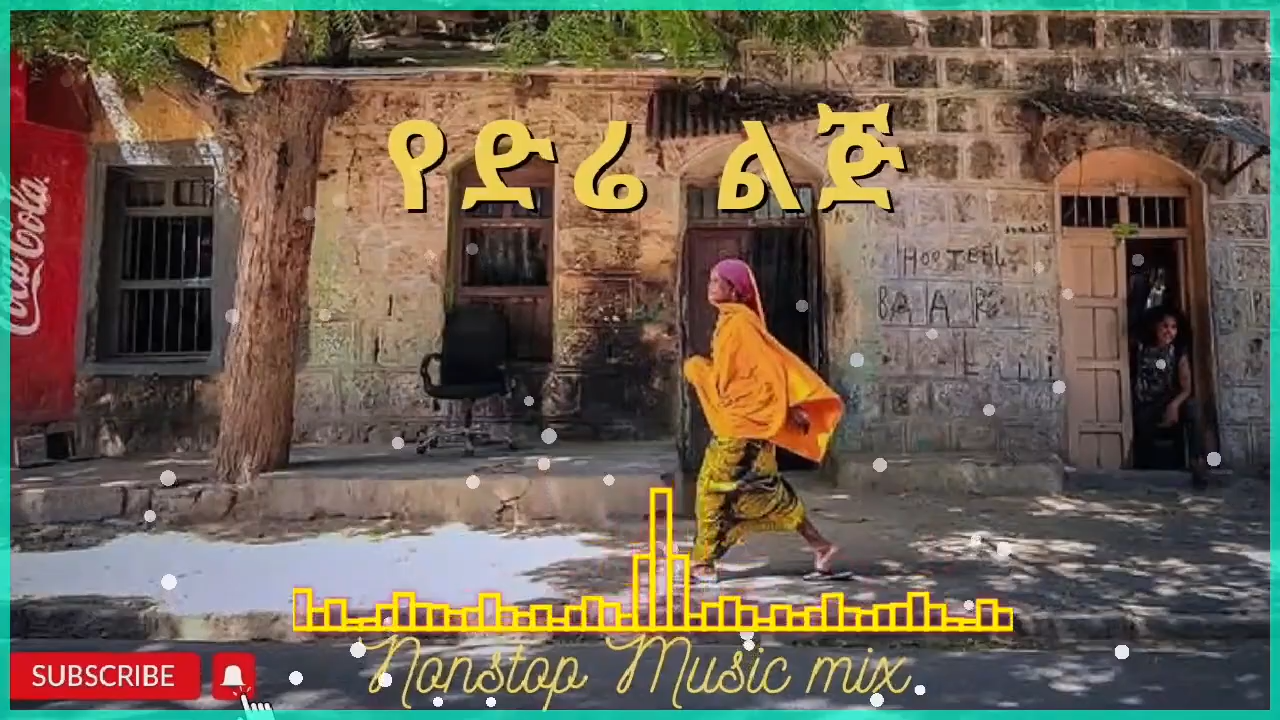 የድሬ ልጅ
Coca-Cola
HOOTEEL
BAAR
SUBSCRIBE
Nonstop Music mix